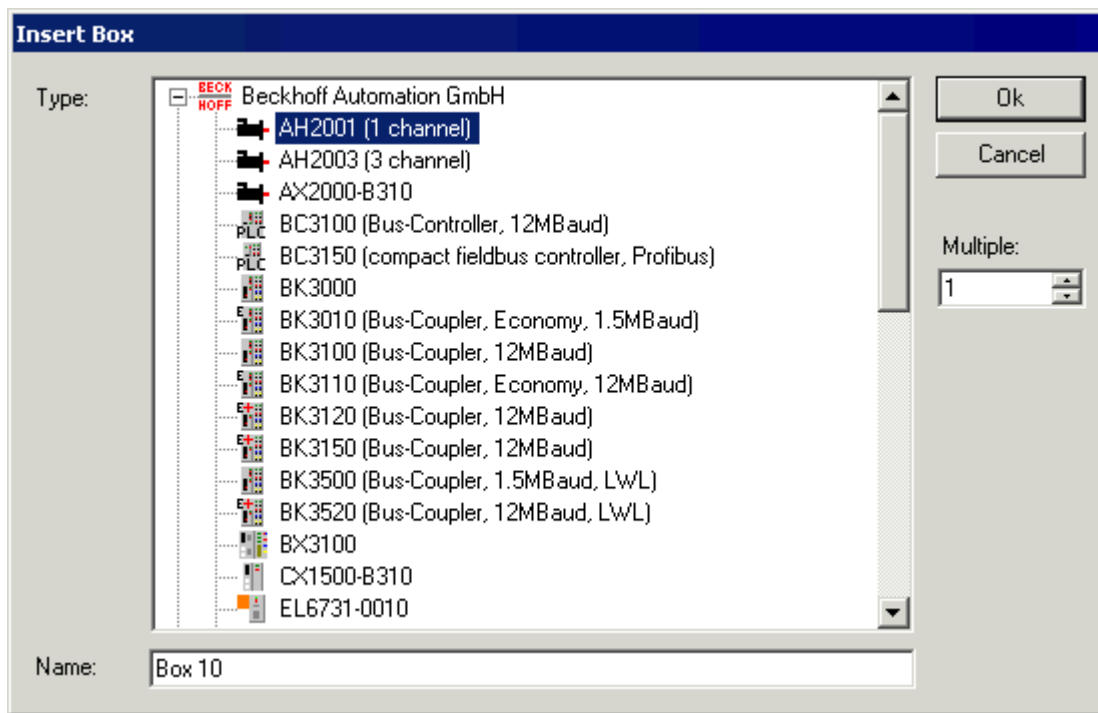 Insert Box
Type:
BECK
HOFF
Beckhoff Automation GmbH
AH2001 (1 channel)
AH2003 (3 channel)
AX2000-B310
PLC BC3100 (Bus-Controller, 12MBaud)
PLC BC3150 (compact fieldbus controller, Profibus)
BK3000
E BK3010 (Bus-Coupler, Economy, 1.5MBaud)
BK3100 (Bus-Coupler, 12MBaud)
E BK3110 (Bus-Coupler, Economy, 12MBaud)
E+ BK3120 (Bus-Coupler, 12MBaud)
E+ BK3150 (Bus-Coupler, 12MBaud)
BK3500 (Bus-Coupler, 1.5MBaud, LWL)
E+ BK3520 (Bus-Coupler, 12MBaud, LWL)
BX3100
CX1500-B310
EL6731-0010
Ok
Cancel
Multiple:
1
Name:
Box 10